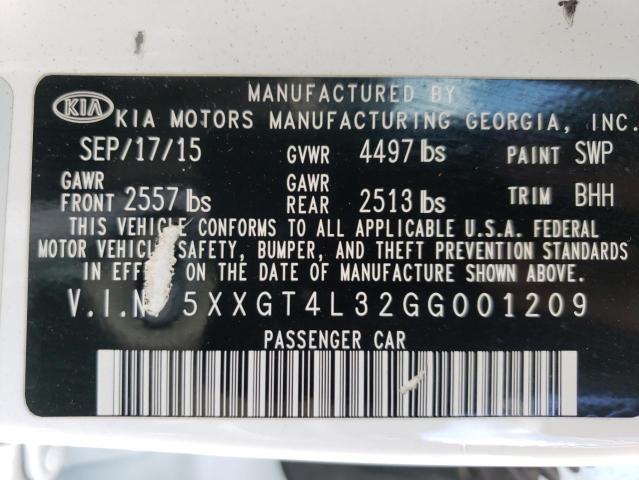 MANUFACTURED BY
KIA KIA MOTORS MANUFACTURING GEORGIA, INC.
SEP/17/15 GVWR 4497 lbs PAINT SWP
GAWR FRONT 2557 lbs GAWR REAR 2513 lbs TRIM BHH
THIS VEHICLE CONFORMS TO ALL APPLICABLE U.S.A. FEDERAL
MOTOR VEHICLE SAFETY, BUMPER, AND THEFT PREVENTION STANDARDS
IN EFFECT ON THE DATE OF MANUFACTURE SHOWN ABOVE.
V.I.N 5XXGT4L32GG001209
PASSENGER CAR